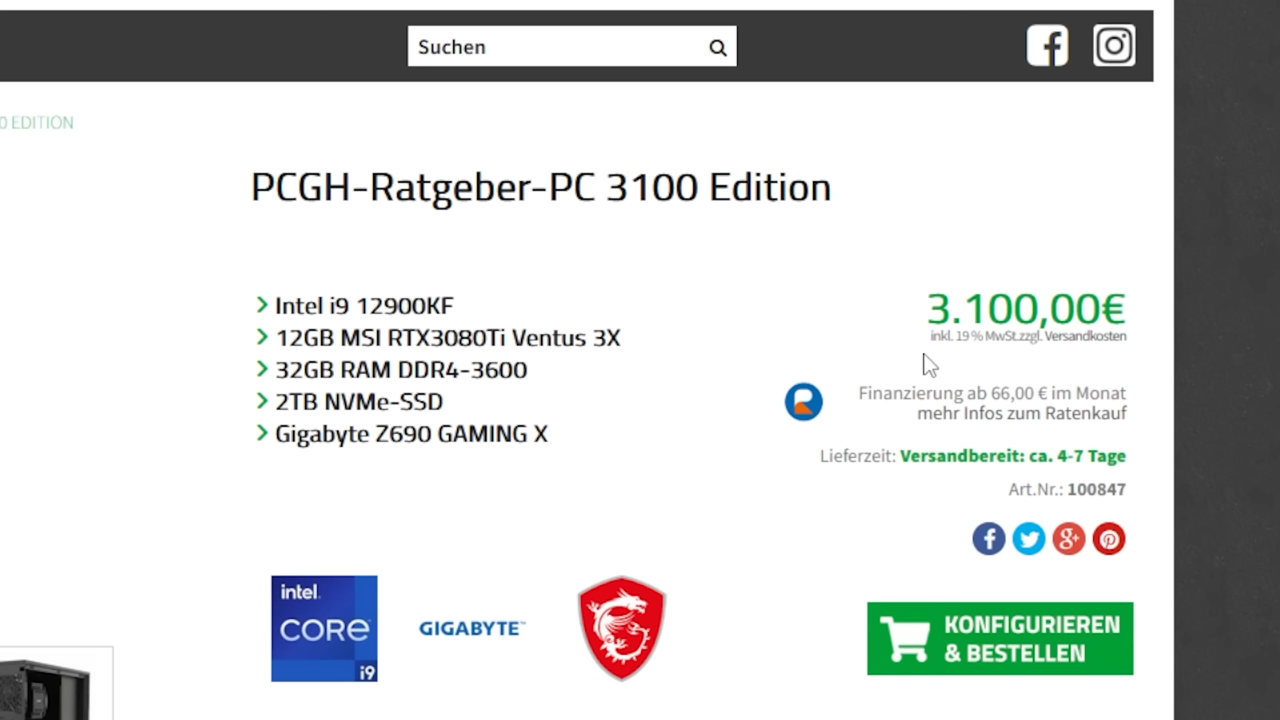 Suchen
0 EDITION
PCGH-Ratgeber-PC 3100 Edition
Intel i9 12900KF
12GB MSI RTX3080Ti Ventus 3X
32GB RAM DDR4-3600
2TB NVMe-SSD
Gigabyte Z690 GAMING X
3.100,00€
inkl. 19 % MwSt.zzgl. Versandkosten
Finanzierung ab 66,00 € im Monat
mehr Infos zum Ratenkauf
Lieferzeit: Versandbereit: ca. 4-7 Tage
Art.Nr.: 100847
intel.
CORE
i9
GIGABYTE™
KONFIGURIEREN
& BESTELLEN